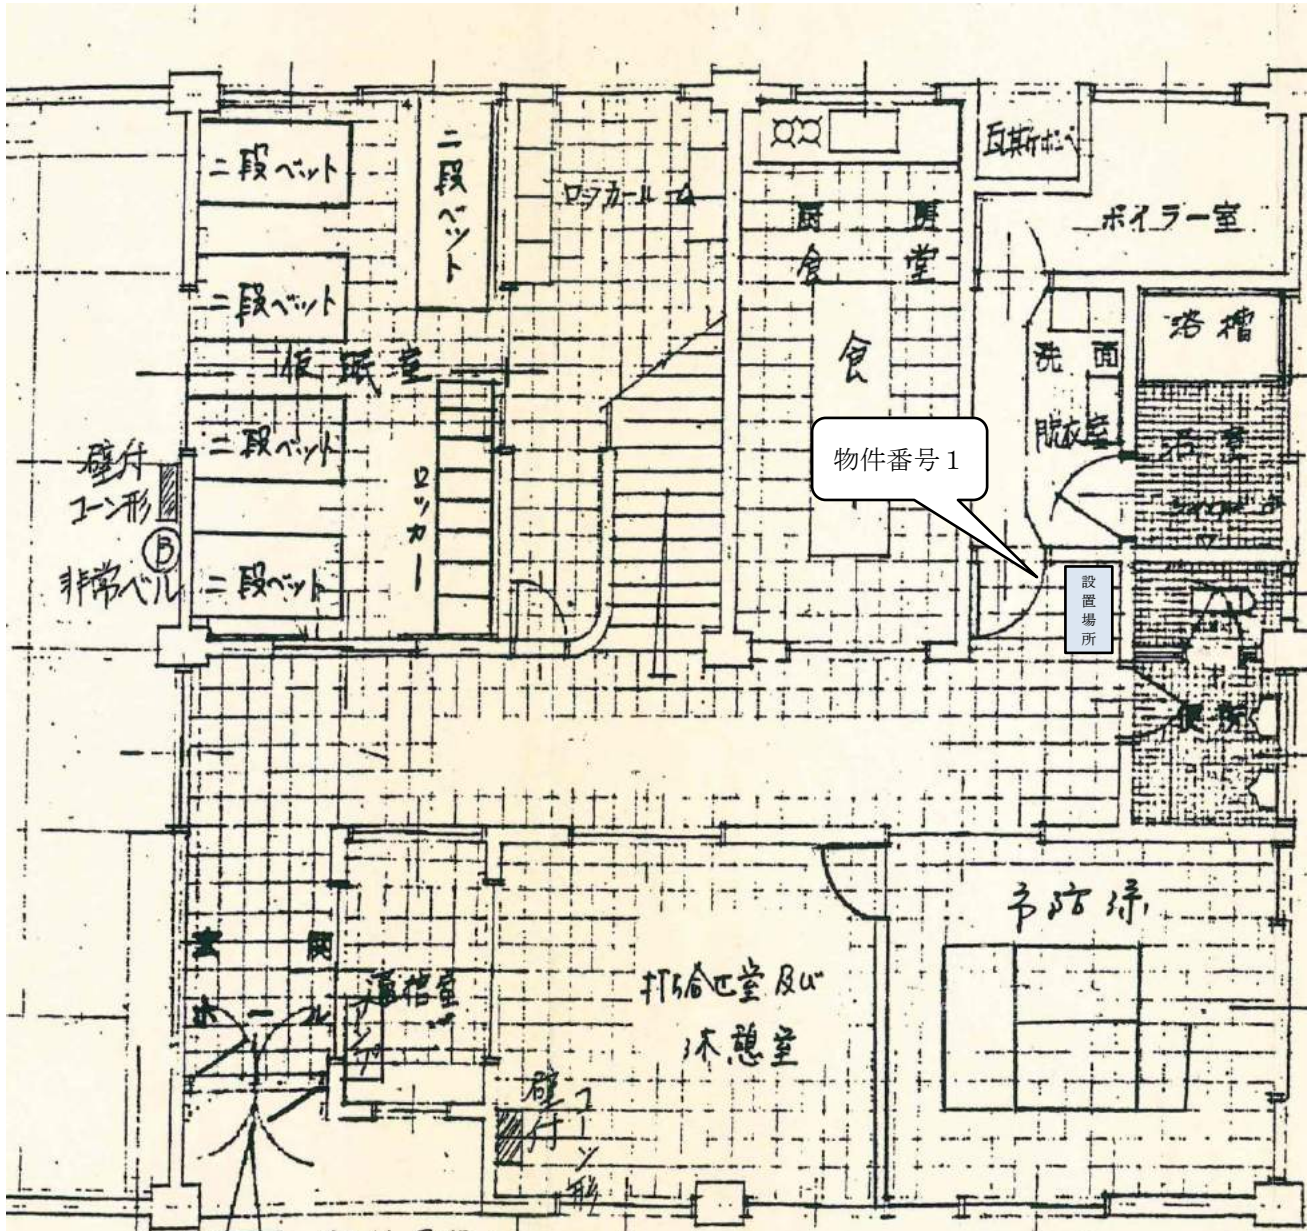 二段ベット
二段ベット
ロッカールーム
瓦斯ボンベ
ボイラー室
厨房
食堂
二段ベット
浴槽
洗面
脱衣室
食
仮眠室
二段ベット
ロッカー
浴室
物件番号1
壁付
コーン形
B
非常ベル
二段ベット
設置場所
便所
玄関
ホール
打合せ室及び
休憩室
壁付
コーン形